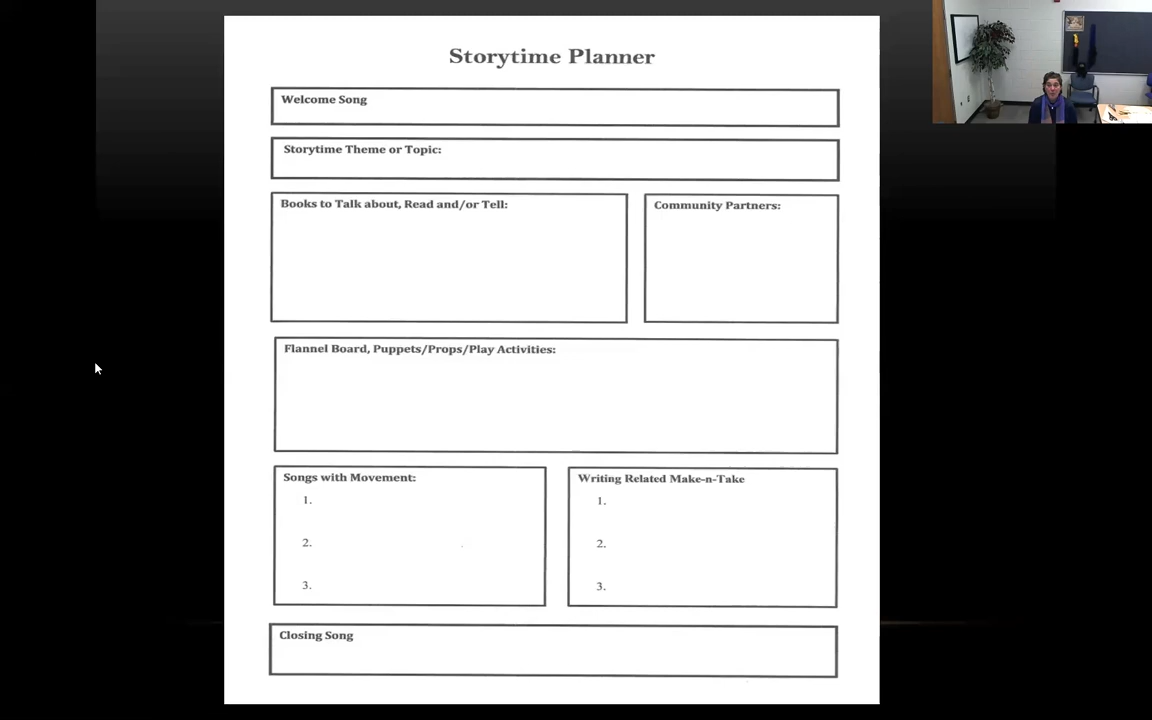 Storytime Planner
Welcome Song
Storytime Theme or Topic:
Books to Talk about, Read and/or Tell:
Community Partners:
Flannel Board, Puppets/Props/Play Activities:
Songs with Movement:
1.
2.
3.
Writing Related Make-n-Take
1.
2.
3.
Closing Song